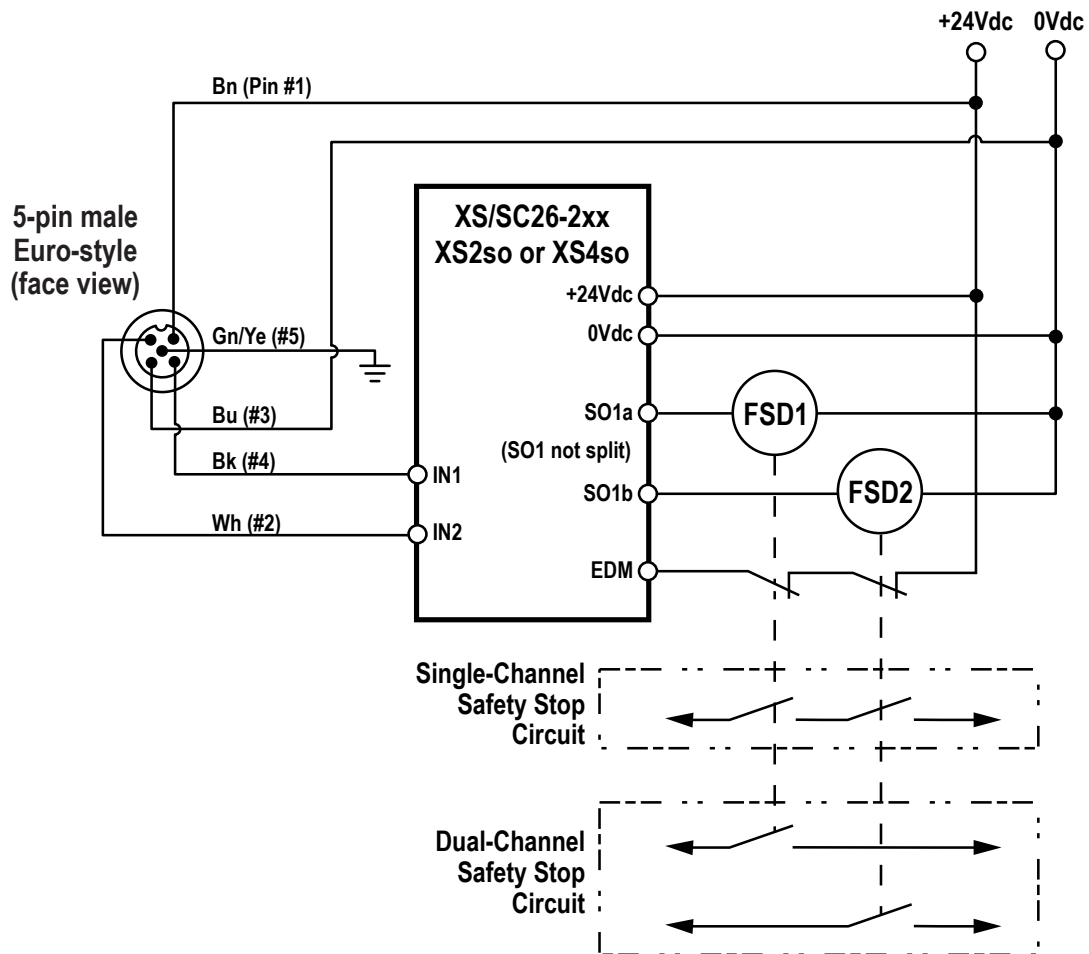 +24Vdc 0Vdc
Bn (Pin #1)
5-pin male
Euro-style
(face view)
XS/SC26-2xx
XS2so or XS4so
+24Vdc
0Vdc
Gn/Ye (#5)
Bu (#3)
Bk (#4)
Wh (#2)
IN1
IN2
SO1a
(SO1 not split)
SO1b
EDM
FSD1
FSD2
Single-Channel
Safety Stop
Circuit
Dual-Channel
Safety Stop
Circuit